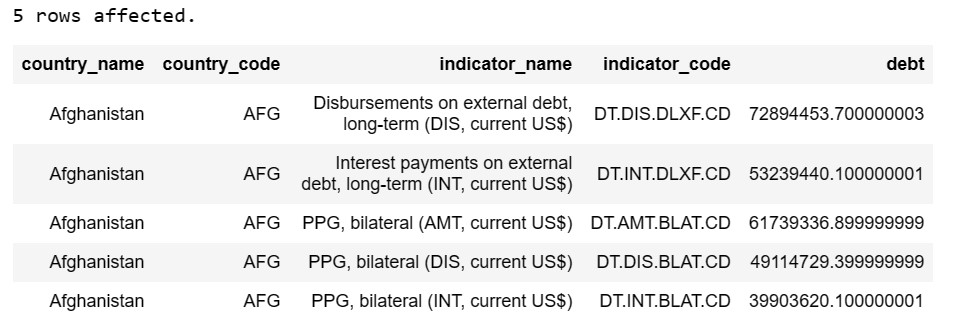 5 rows affected.
country_name country_code indicator_name indicator_code debt
Afghanistan AFG Disbursements on external debt, long-term (DIS, current US$) DT.DIS.DLXF.CD 72894453.700000003
Afghanistan AFG Interest payments on external debt, long-term (INT, current US$) DT.INT.DLXF.CD 53239440.100000001
Afghanistan AFG PPG, bilateral (AMT, current US$) DT.AMT.BLAT.CD 61739336.899999999
Afghanistan AFG PPG, bilateral (DIS, current US$) DT.DIS.BLAT.CD 49114729.399999999
Afghanistan AFG PPG, bilateral (INT, current US$) DT.INT.BLAT.CD 39903620.100000001